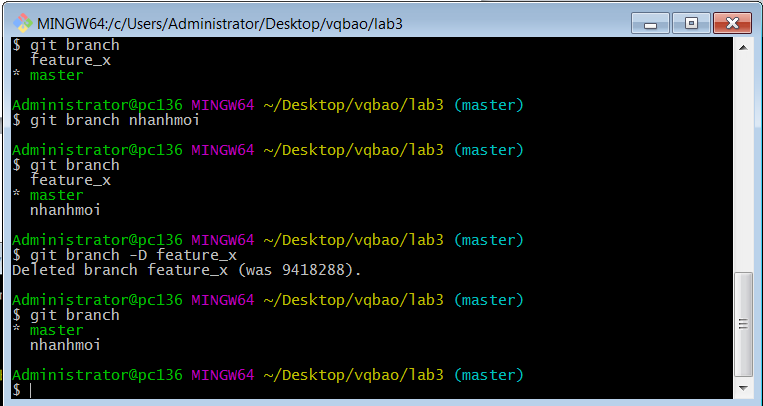 MINGW64:/c/Users/Administrator/Desktop/vqbao/lab3
$ git branch
  feature_x
* master

Administrator@pc136 MINGW64 ~/Desktop/vqbao/lab3 (master)
$ git branch nhanhmoi

Administrator@pc136 MINGW64 ~/Desktop/vqbao/lab3 (master)
$ git branch
  feature_x
* master
  nhanhmoi

Administrator@pc136 MINGW64 ~/Desktop/vqbao/lab3 (master)
$ git branch -D feature_x
Deleted branch feature_x (was 9418288).

Administrator@pc136 MINGW64 ~/Desktop/vqbao/lab3 (master)
$ git branch
* master
  nhanhmoi

Administrator@pc136 MINGW64 ~/Desktop/vqbao/lab3 (master)
$